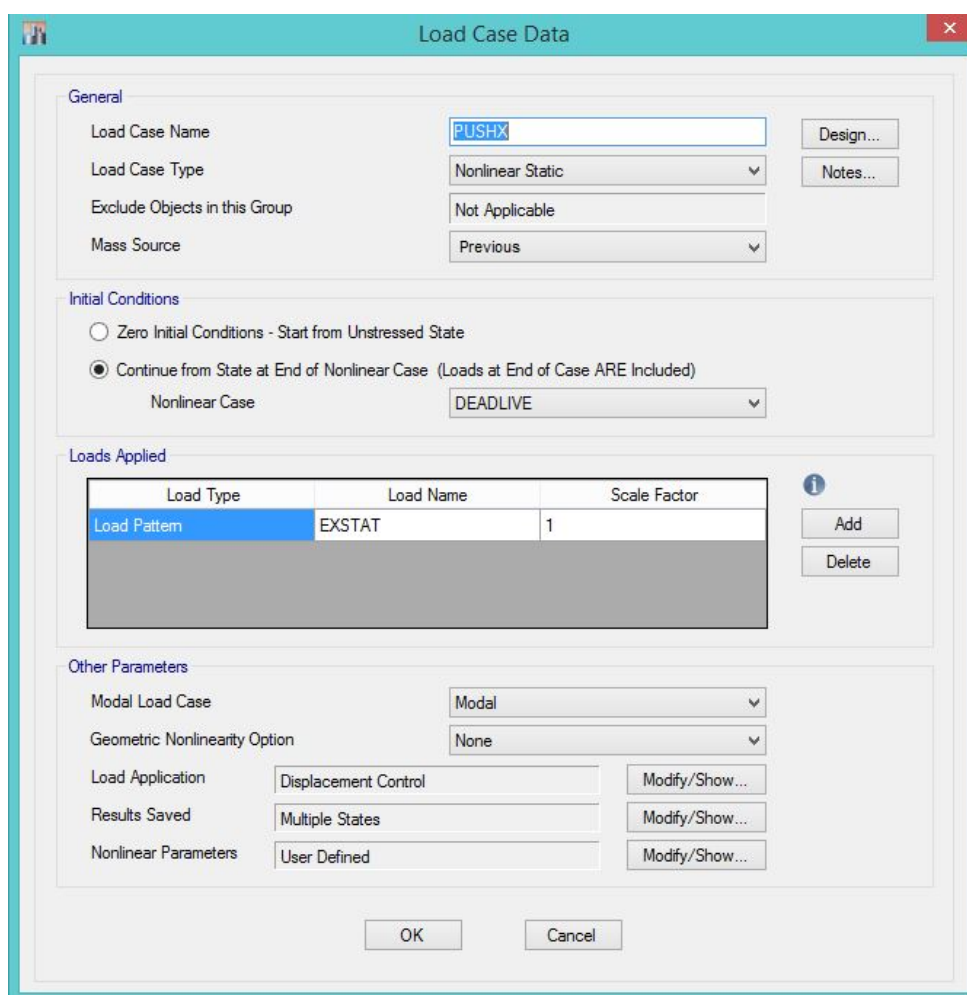 Load Case Data
General
Load Case Name PUSHX Design...
Load Case Type Nonlinear Static Notes...
Exclude Objects in this Group Not Applicable
Mass Source Previous
Initial Conditions
Zero Initial Conditions - Start from Unstressed State
Continue from State at End of Nonlinear Case (Loads at End of Case ARE Included)
Nonlinear Case DEADLIVE
Loads Applied
Load Type Load Name Scale Factor
Load Pattern EXSTAT 1 Add
Delete
Other Parameters
Modal Load Case Modal
Geometric Nonlinearity Option None
Load Application Displacement Control Modify/Show...
Results Saved Multiple States Modify/Show...
Nonlinear Parameters User Defined Modify/Show...
OK Cancel